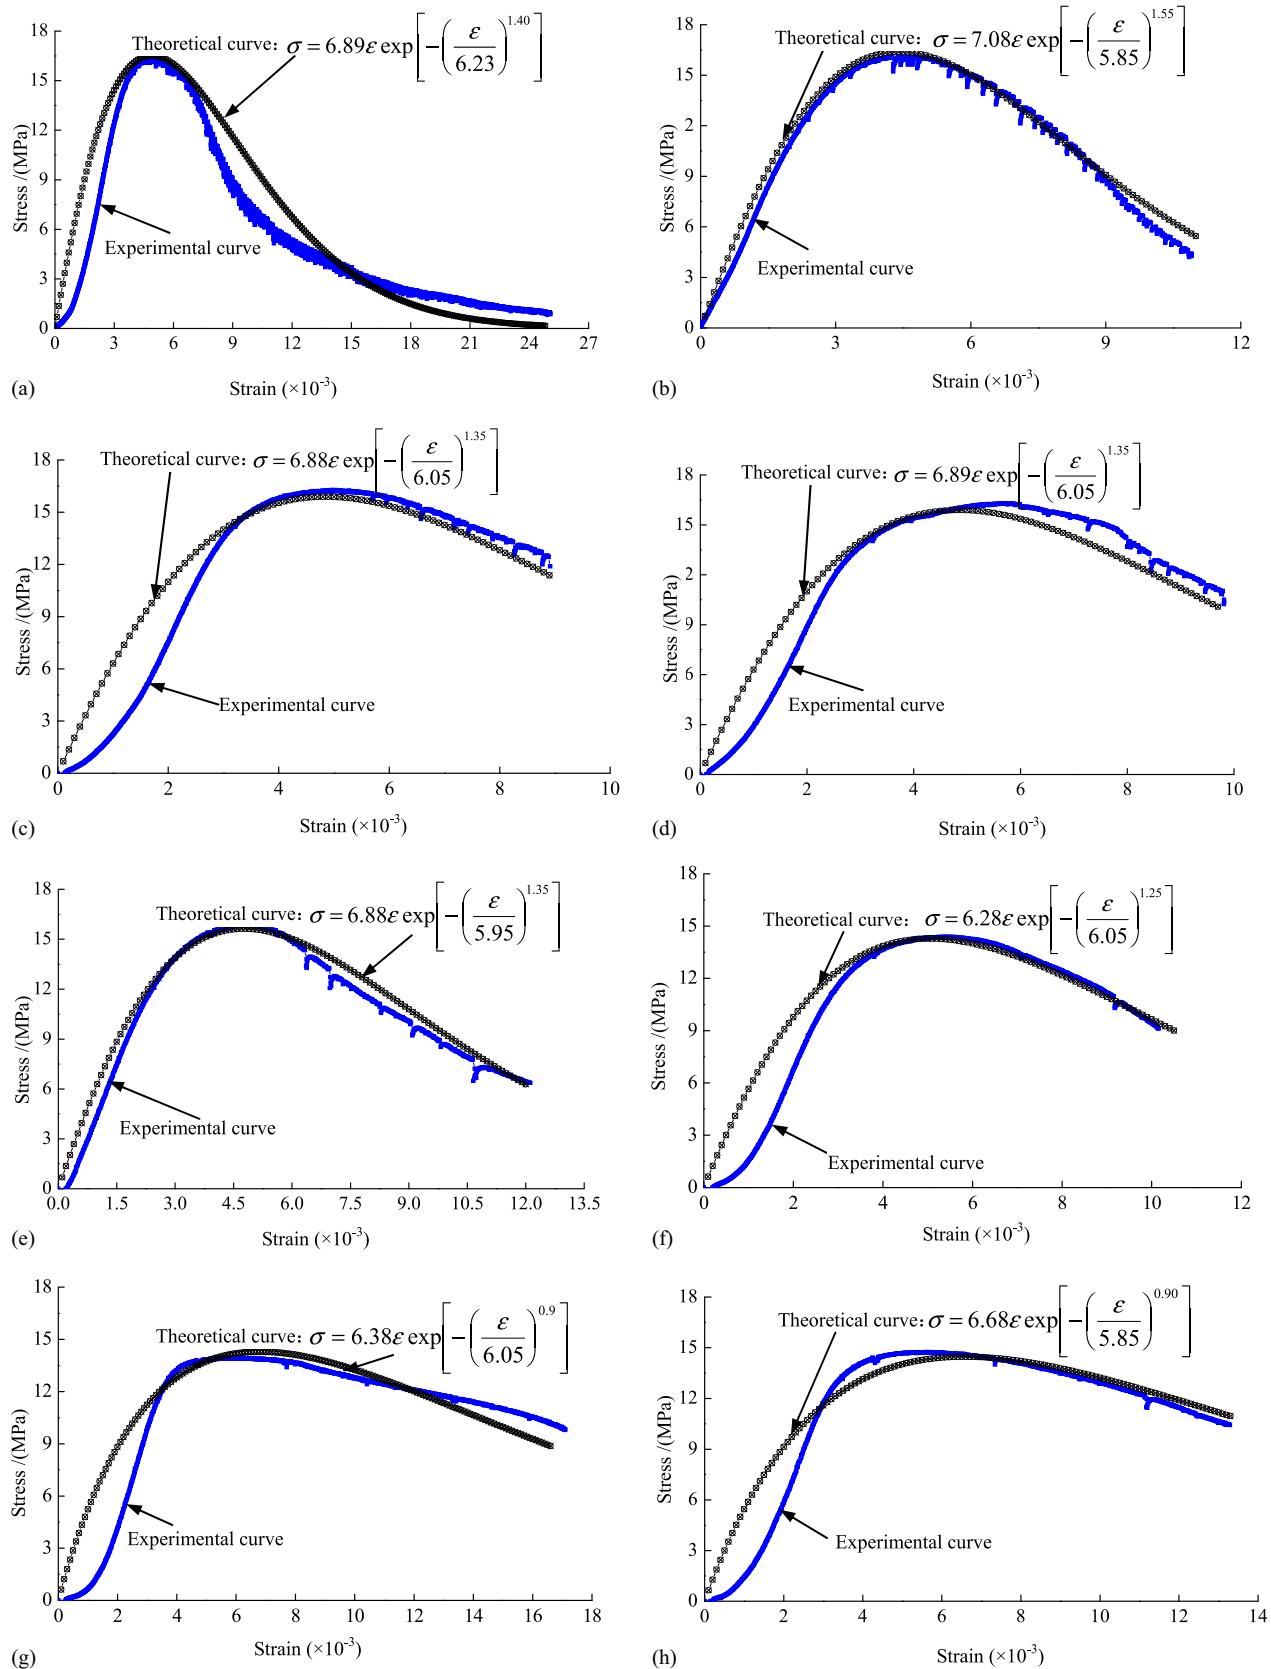 Theoretical curve: σ = 6.89ε exp[−(ε/6.23)^1.40]
Stress /(MPa)
18
15
12
9
6
3
0
Experimental curve
0 3 6 9 12 15 18 21 24 27
Strain (×10⁻³)
(a)
Theoretical curve: σ = 7.08ε exp[−(ε/5.85)^1.55]
Stress /(MPa)
18
15
12
9
6
3
0
Experimental curve
0 3 6 9 12
Strain (×10⁻³)
(b)
Theoretical curve: σ = 6.88ε exp[−(ε/6.05)^1.35]
Stress /(MPa)
18
15
12
9
6
3
0
Experimental curve
0 2 4 6 8 10
Strain (×10⁻³)
(c)
Theoretical curve: σ = 6.89ε exp[−(ε/6.05)^1.35]
Stress /(MPa)
18
15
12
9
6
3
0
Experimental curve
0 2 4 6 8 10
Strain (×10⁻³)
(d)
Theoretical curve: σ = 6.88ε exp[−(ε/5.95)^1.35]
Stress /(MPa)
18
15
12
9
6
3
0
Experimental curve
0.0 1.5 3.0 4.5 6.0 7.5 9.0 10.5 12.0 13.5
Strain (×10⁻³)
(e)
Theoretical curve: σ = 6.28ε exp[−(ε/6.05)^1.25]
Stress /(MPa)
18
15
12
9
6
3
0
Experimental curve
0 2 4 6 8 10 12
Strain (×10⁻³)
(f)
Theoretical curve: σ = 6.38ε exp[−(ε/6.05)^0.9]
Stress /(MPa)
18
15
12
9
6
3
0
Experimental curve
0 2 4 6 8 10 12 14 16 18
Strain (×10⁻³)
(g)
Theoretical curve: σ = 6.68ε exp[−(ε/5.85)^0.90]
Stress /(MPa)
18
15
12
9
6
3
0
Experimental curve
0 2 4 6 8 10 12 14
Strain (×10⁻³)
(h)